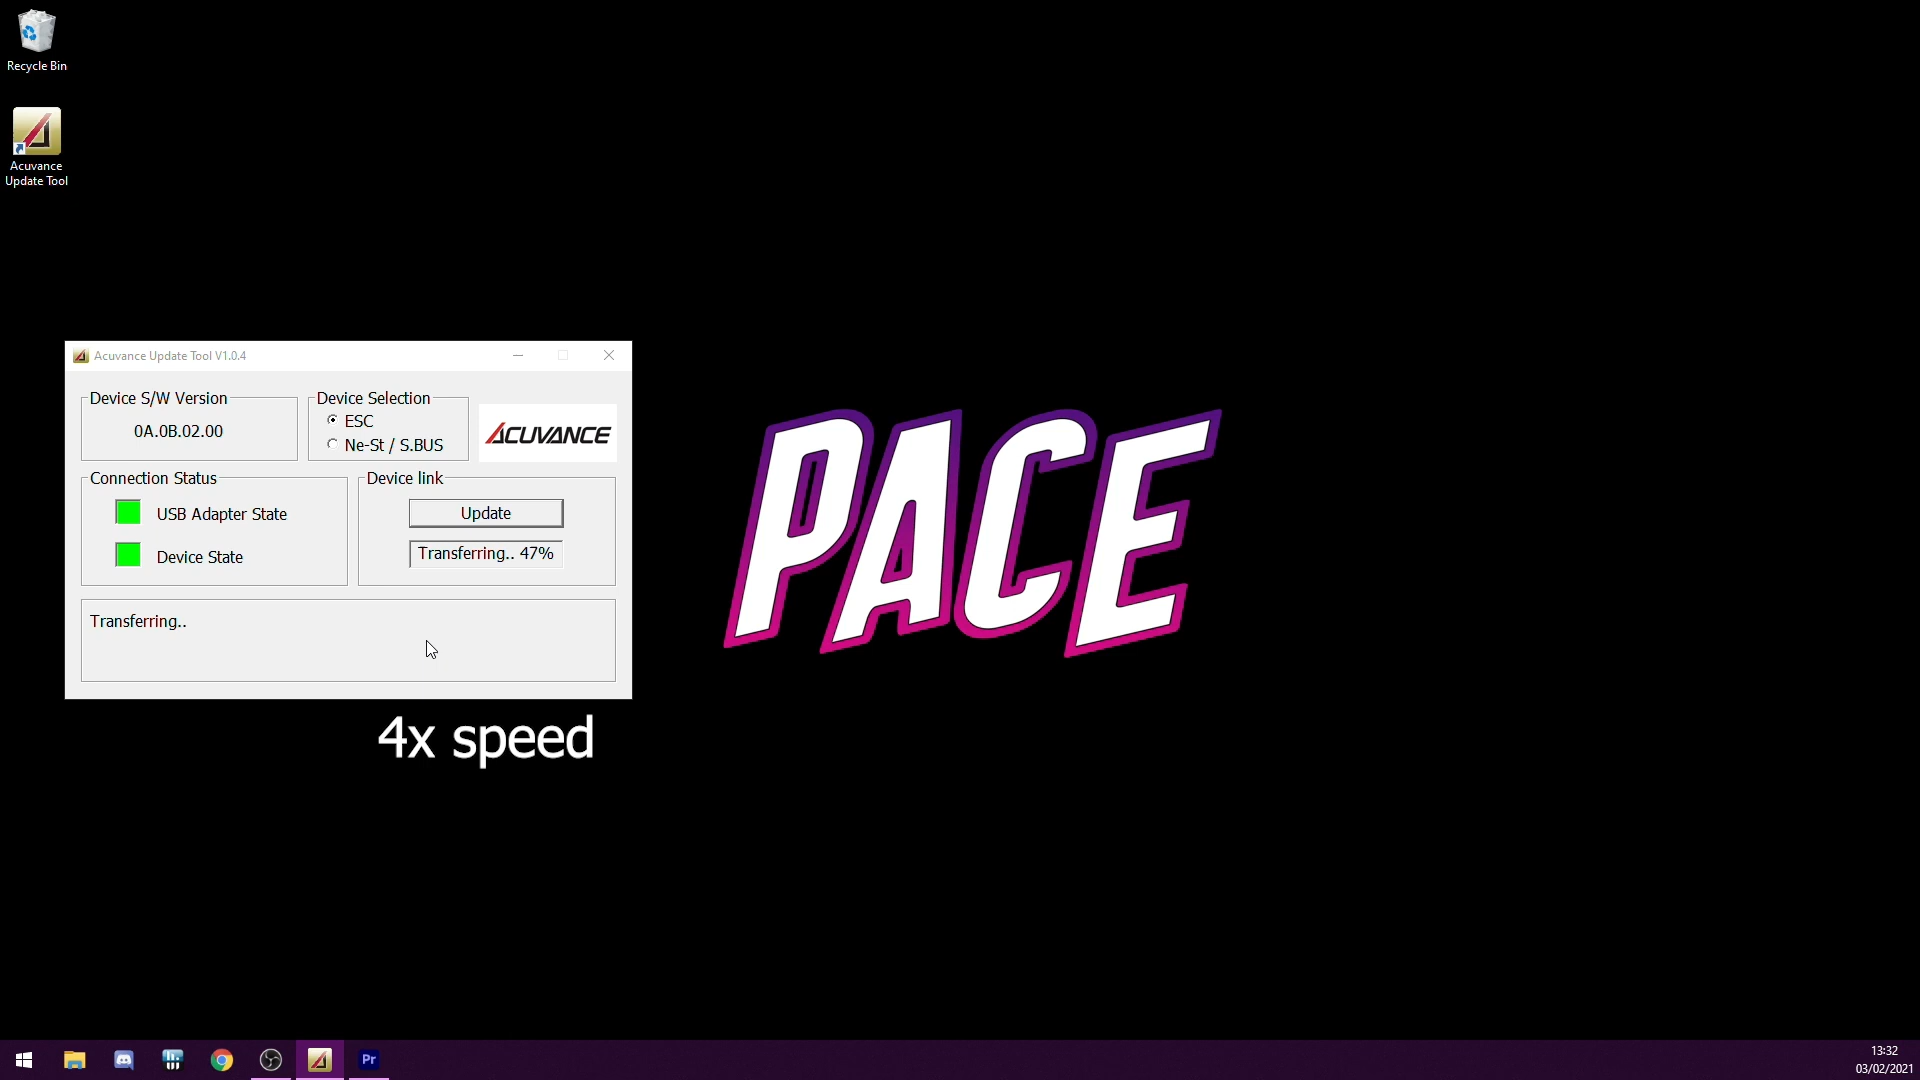 Recycle Bin
Acuvance
Update Tool
Acuvance Update Tool V1.0.4
Device S/W Version
0A.0B.02.00
Device Selection
ESC
Ne-St / S.BUS
ACUVANCE
Connection Status
USB Adapter State
Device State
Device link
Update
Transferring.. 47%
Transferring..
PACE
4x speed
Pr
13:32
03/02/2021